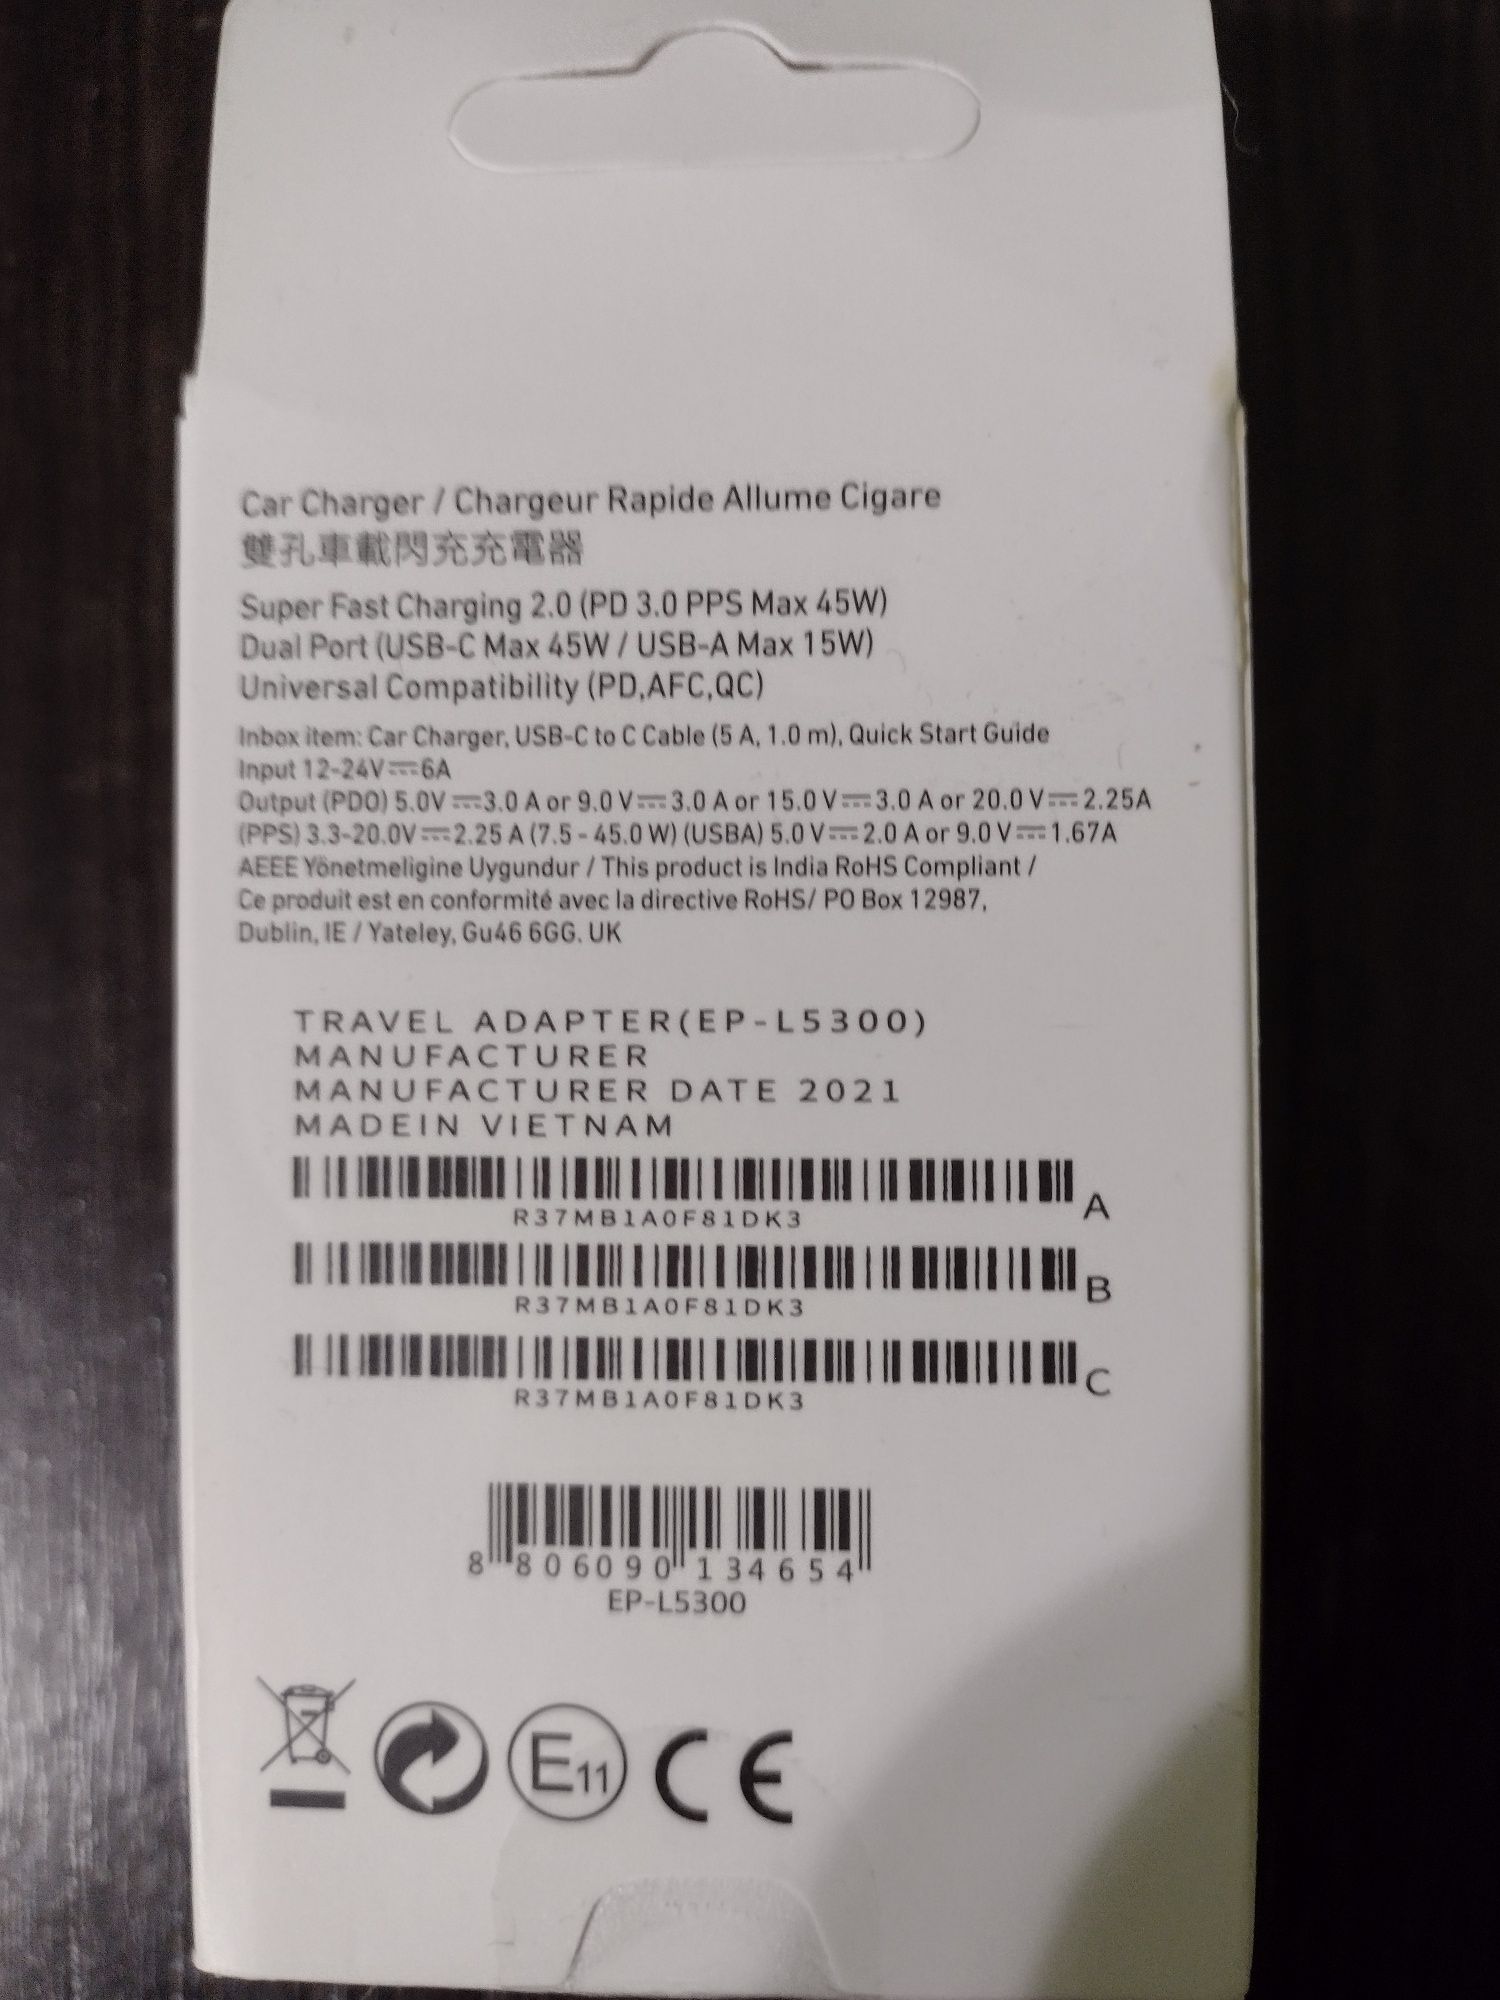 Car Charger / Chargeur Rapide Allume Cigare
雙孔車載閃充充電器
Super Fast Charging 2.0 (PD 3.0 PPS Max 45W)
Dual Port (USB-C Max 45W / USB-A Max 15W)
Universal Compatibility (PD,AFC,QC)
Inbox item: Car Charger, USB-C to C Cable (5 A, 1.0 m), Quick Start Guide
Input 12-24V⎓6A
Output (PDO) 5.0V⎓3.0 A or 9.0 V⎓3.0 A or 15.0 V⎓3.0 A or 20.0 V⎓2.25A
(PPS) 3.3-20.0V⎓2.25 A (7.5 - 45.0 W) (USBA) 5.0 V⎓2.0 A or 9.0 V⎓1.67A
AEEE Yönetmeligine Uygundur / This product is India RoHS Compliant /
Ce produit est en conformité avec la directive RoHS/ PO Box 12987,
Dublin, IE / Yateley, Gu46 6GG. UK
TRAVEL ADAPTER(EP-L5300)
MANUFACTURER
MANUFACTURER DATE 2021
MADEIN VIETNAM
A
R37MB1A0F81DK3
B
R37MB1A0F81DK3
C
R37MB1A0F81DK3
8 806090 134654
EP-L5300
E11 CE